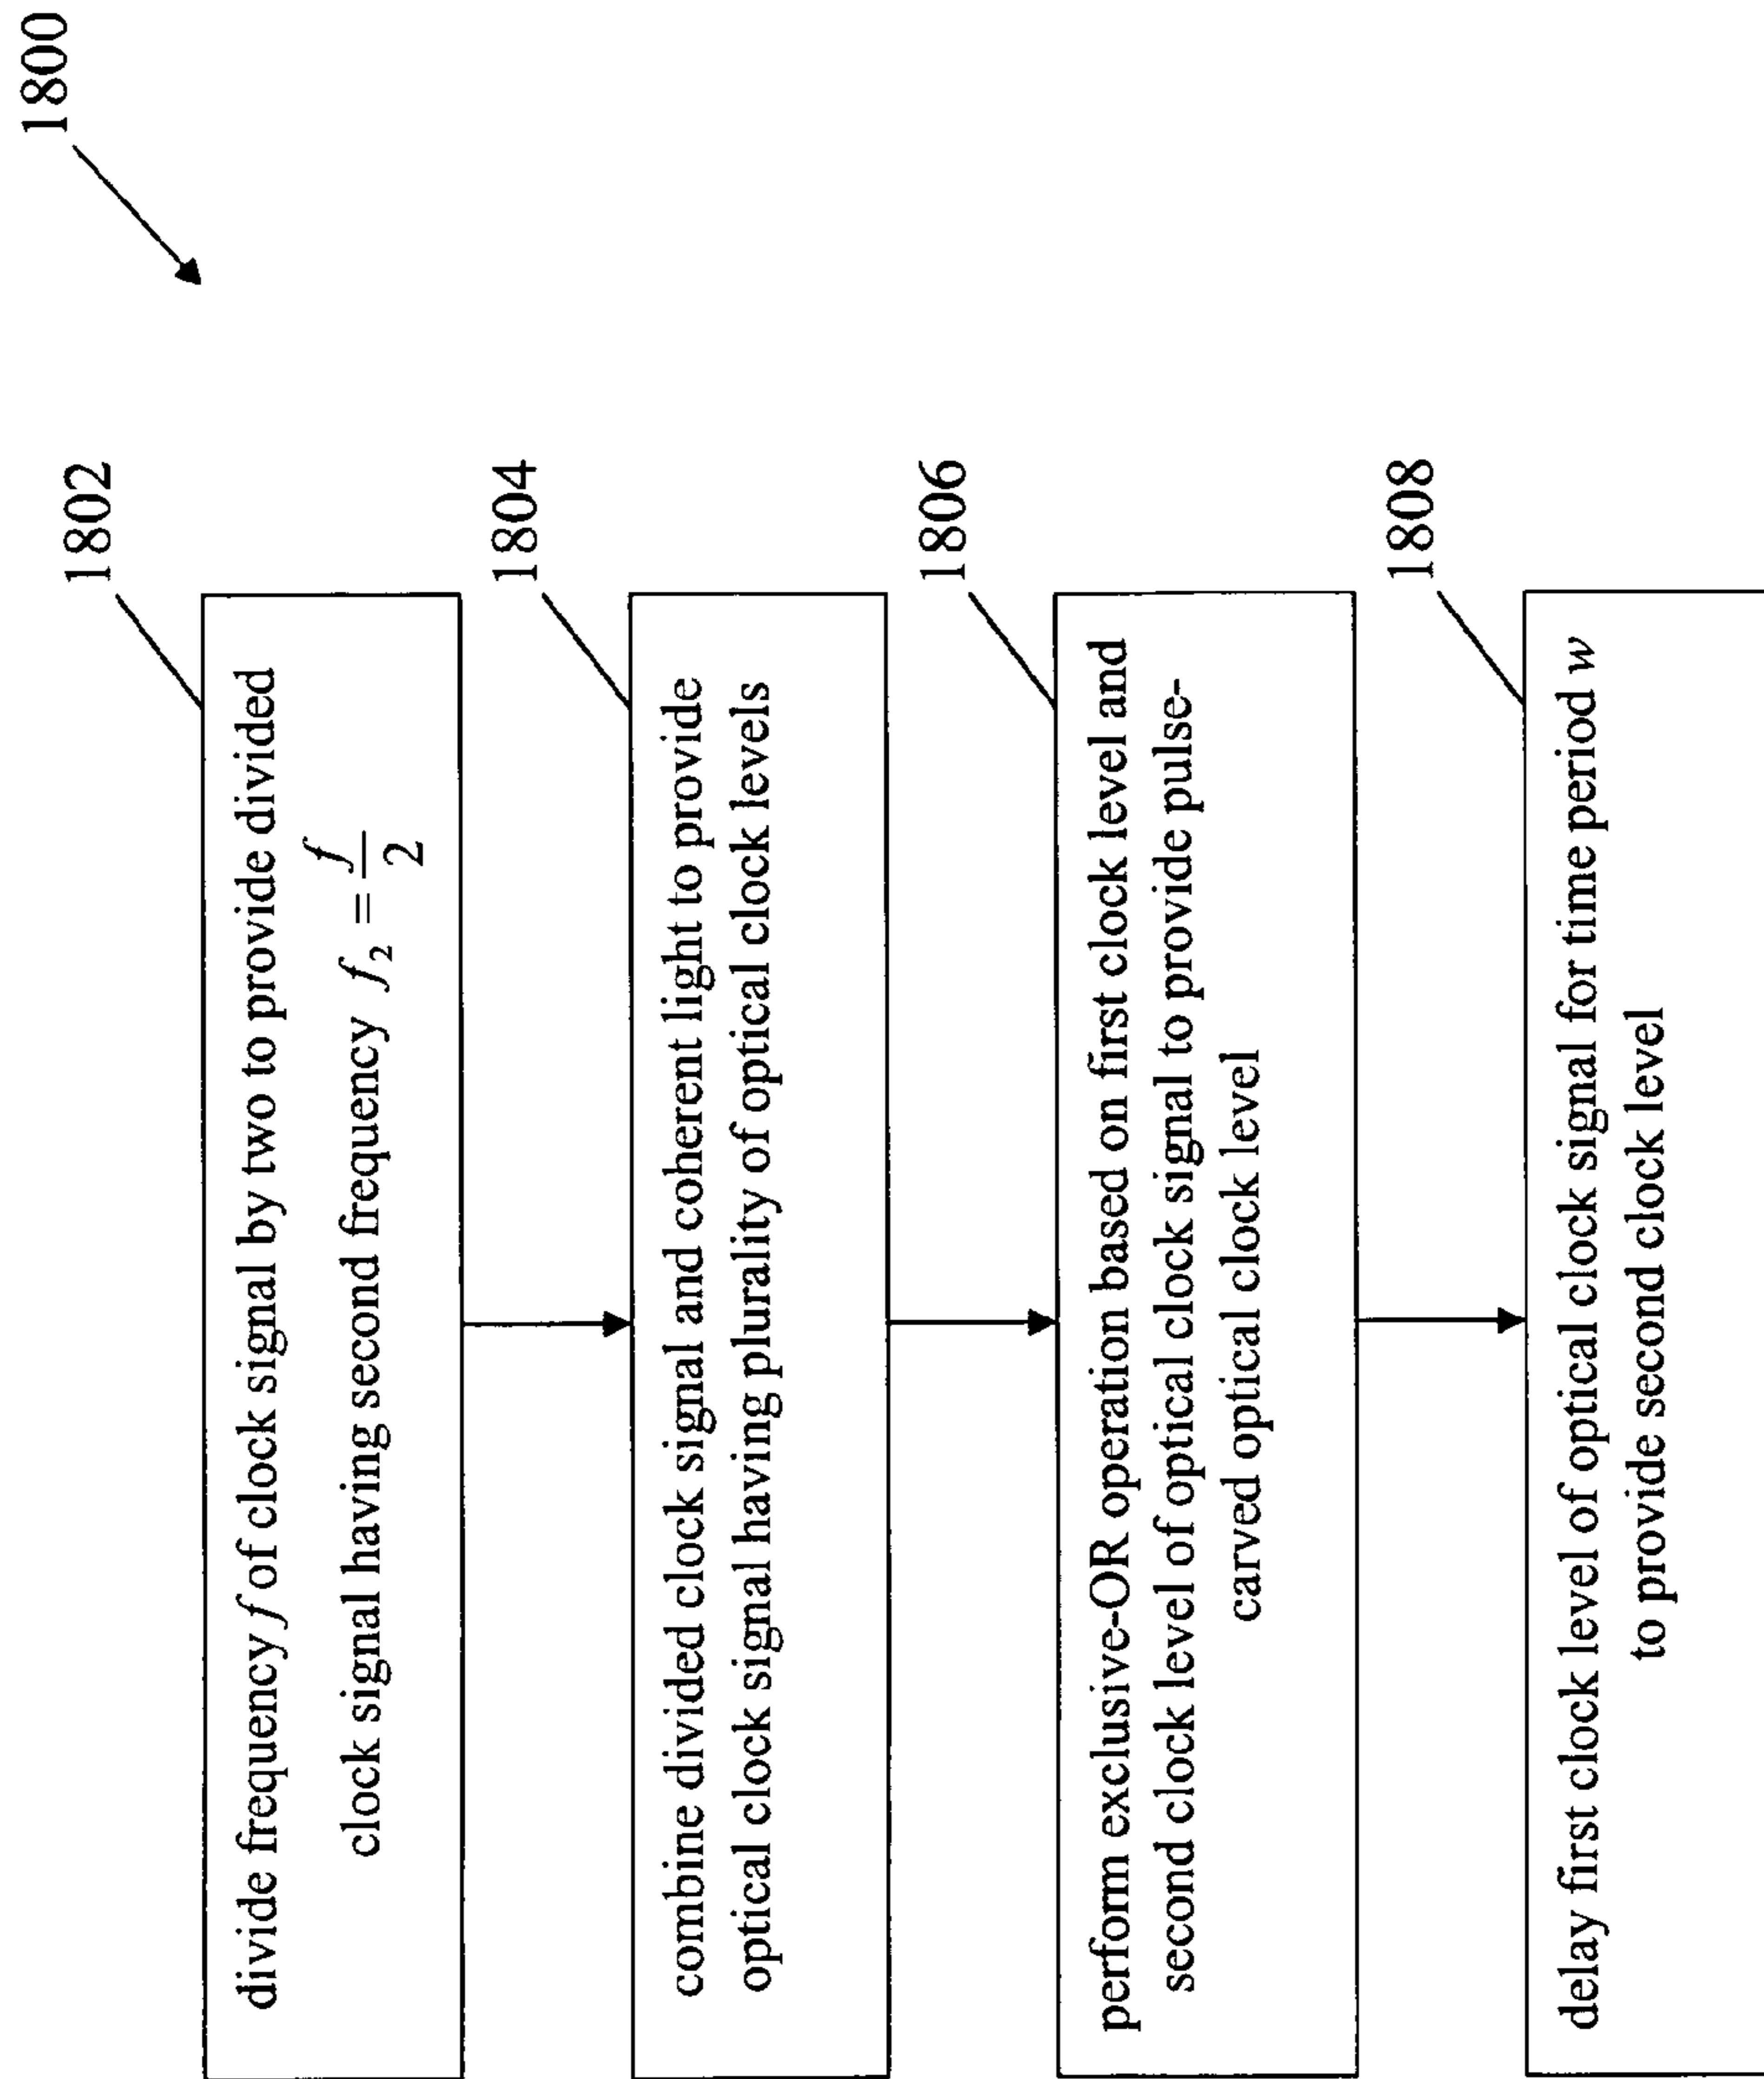 1800
1802
divide frequency f of clock signal by two to provide divided
clock signal having second frequency f₂ = f/2
1804
combine divided clock signal and coherent light to provide
optical clock signal having plurality of optical clock levels
1806
perform exclusive-OR operation based on first clock level and
second clock level of optical clock signal to provide pulse-
carved optical clock level
1808
delay first clock level of optical clock signal for time period w
to provide second clock level